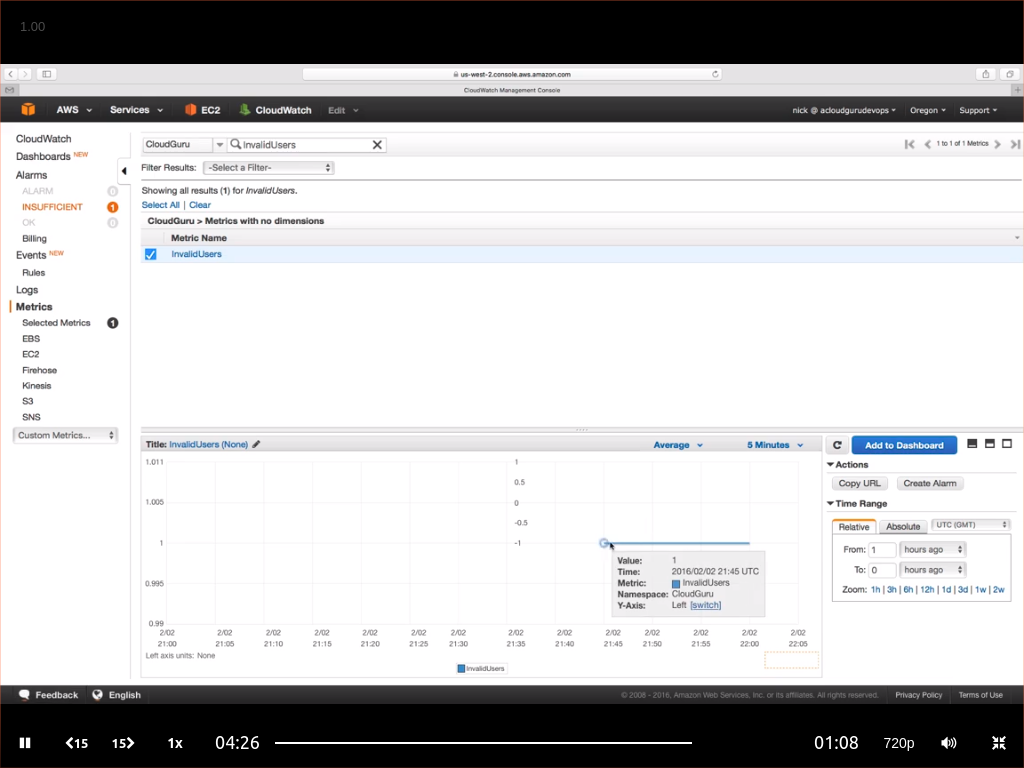 1.00
us-west-2.console.aws.amazon.com
CloudWatch Management Console
AWS Services EC2 CloudWatch Edit nick @ acloudgurudevops Oregon Support
CloudWatch
Dashboards NEW
Alarms
ALARM 0
INSUFFICIENT 1
OK 0
Billing
Events NEW
Rules
Logs
Metrics
Selected Metrics 1
EBS
EC2
Firehose
Kinesis
S3
SNS
Custom Metrics...
CloudGuru InvalidUsers 1 to 1 of 1 Metrics
Filter Results: -Select a Filter-
Showing all results (1) for InvalidUsers.
Select All | Clear
CloudGuru > Metrics with no dimensions
Metric Name
InvalidUsers
Title: InvalidUsers (None) Average 5 Minutes
1.011
1.005
1
0.995
0.99
1
0.5
0
-0.5
-1
Value: 1
Time: 2016/02/02 21:45 UTC
Metric: InvalidUsers
Namespace: CloudGuru
Y-Axis: Left [switch]
2/02 2/02 2/02 2/02 2/02 2/02 2/02 2/02 2/02 2/02 2/02 2/02 2/02 2/02
21:00 21:05 21:10 21:15 21:20 21:25 21:30 21:35 21:40 21:45 21:50 21:55 22:00 22:05
Left axis units: None
InvalidUsers
Add to Dashboard
Actions
Copy URL Create Alarm
Time Range
Relative Absolute UTC (GMT)
From: 1 hours ago
To: 0 hours ago
Zoom: 1h | 3h | 6h | 12h | 1d | 3d | 1w | 2w
Feedback English © 2008 - 2016, Amazon Web Services, Inc. or its affiliates. All rights reserved. Privacy Policy Terms of Use
15 15 1x 04:26 01:08 720p